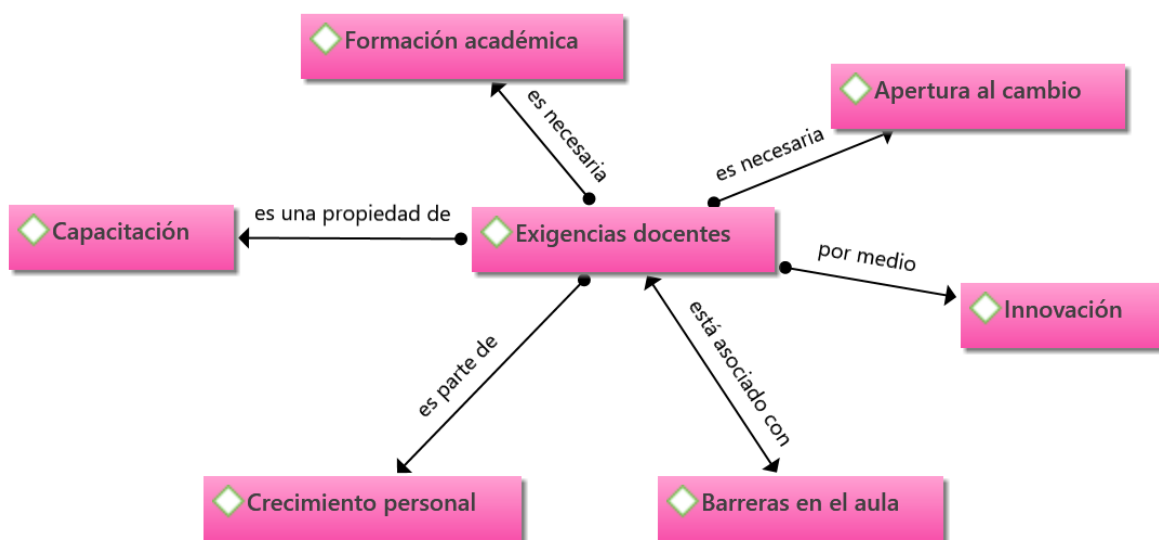 Formación académica
Apertura al cambio
es necesaria
es necesaria
Capacitación
es una propiedad de
Exigencias docentes
por medio
Innovación
es parte de
está asociado con
Crecimiento personal
Barreras en el aula